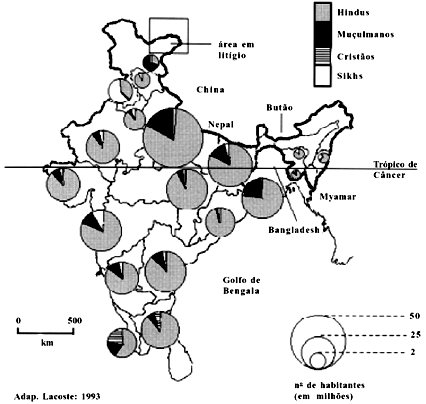 Hindus
Muçulmanos
Cristãos
Sikhs
área em
litígio
China
Nepal
Butão
Trópico de
Câncer
Myamar
Bangladesh
Golfo de
Bengala
0 500
km
50
25
2
nº de habitantes
(em milhões)
Adap. Lacoste: 1993